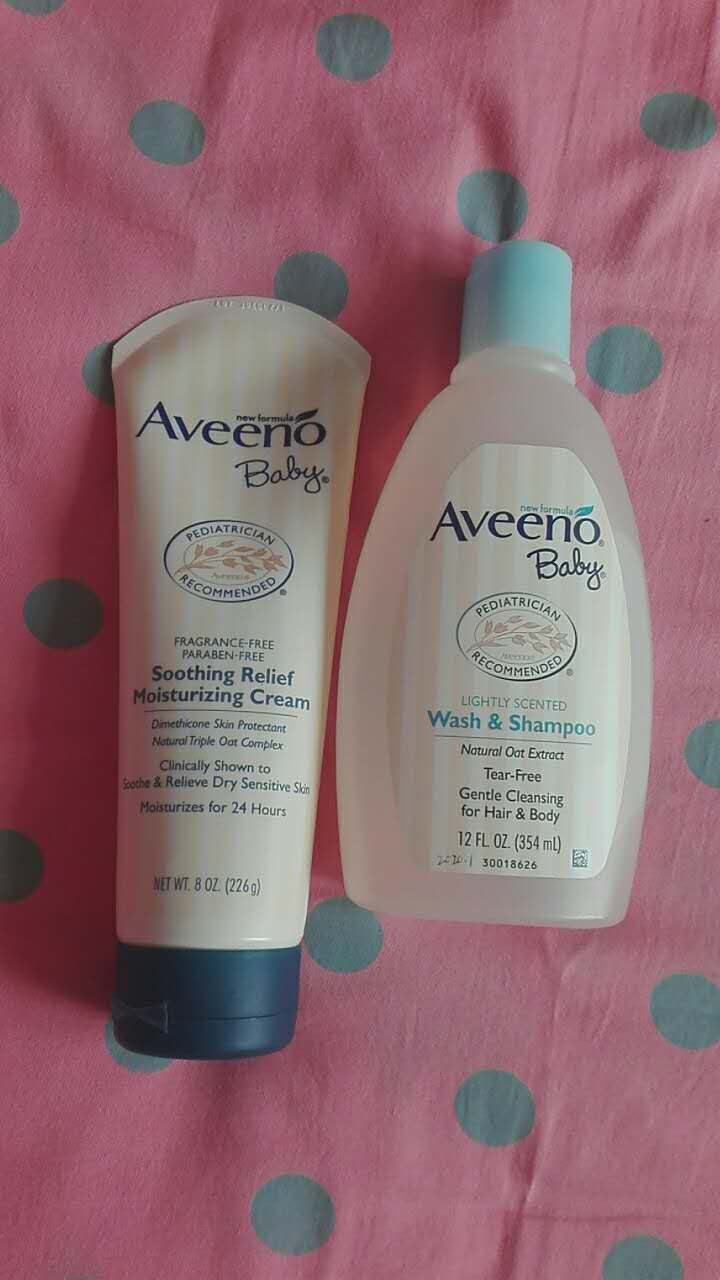 new formula
Aveeno
Baby®
PEDIATRICIAN
Aveeno®
RECOMMENDED®
FRAGRANCE-FREE
PARABEN-FREE
Soothing Relief
Moisturizing Cream
Dimethicone Skin Protectant
Natural Triple Oat Complex
Clinically Shown to
Soothe & Relieve Dry Sensitive Skin
Moisturizes for 24 Hours
NET WT. 8 OZ. (226g)
new formula
Aveeno®
Baby®
PEDIATRICIAN
Aveeno®
RECOMMENDED®
LIGHTLY SCENTED
Wash & Shampoo
Natural Oat Extract
Tear-Free
Gentle Cleansing
for Hair & Body
12 FL. OZ. (354 mL)
30018626